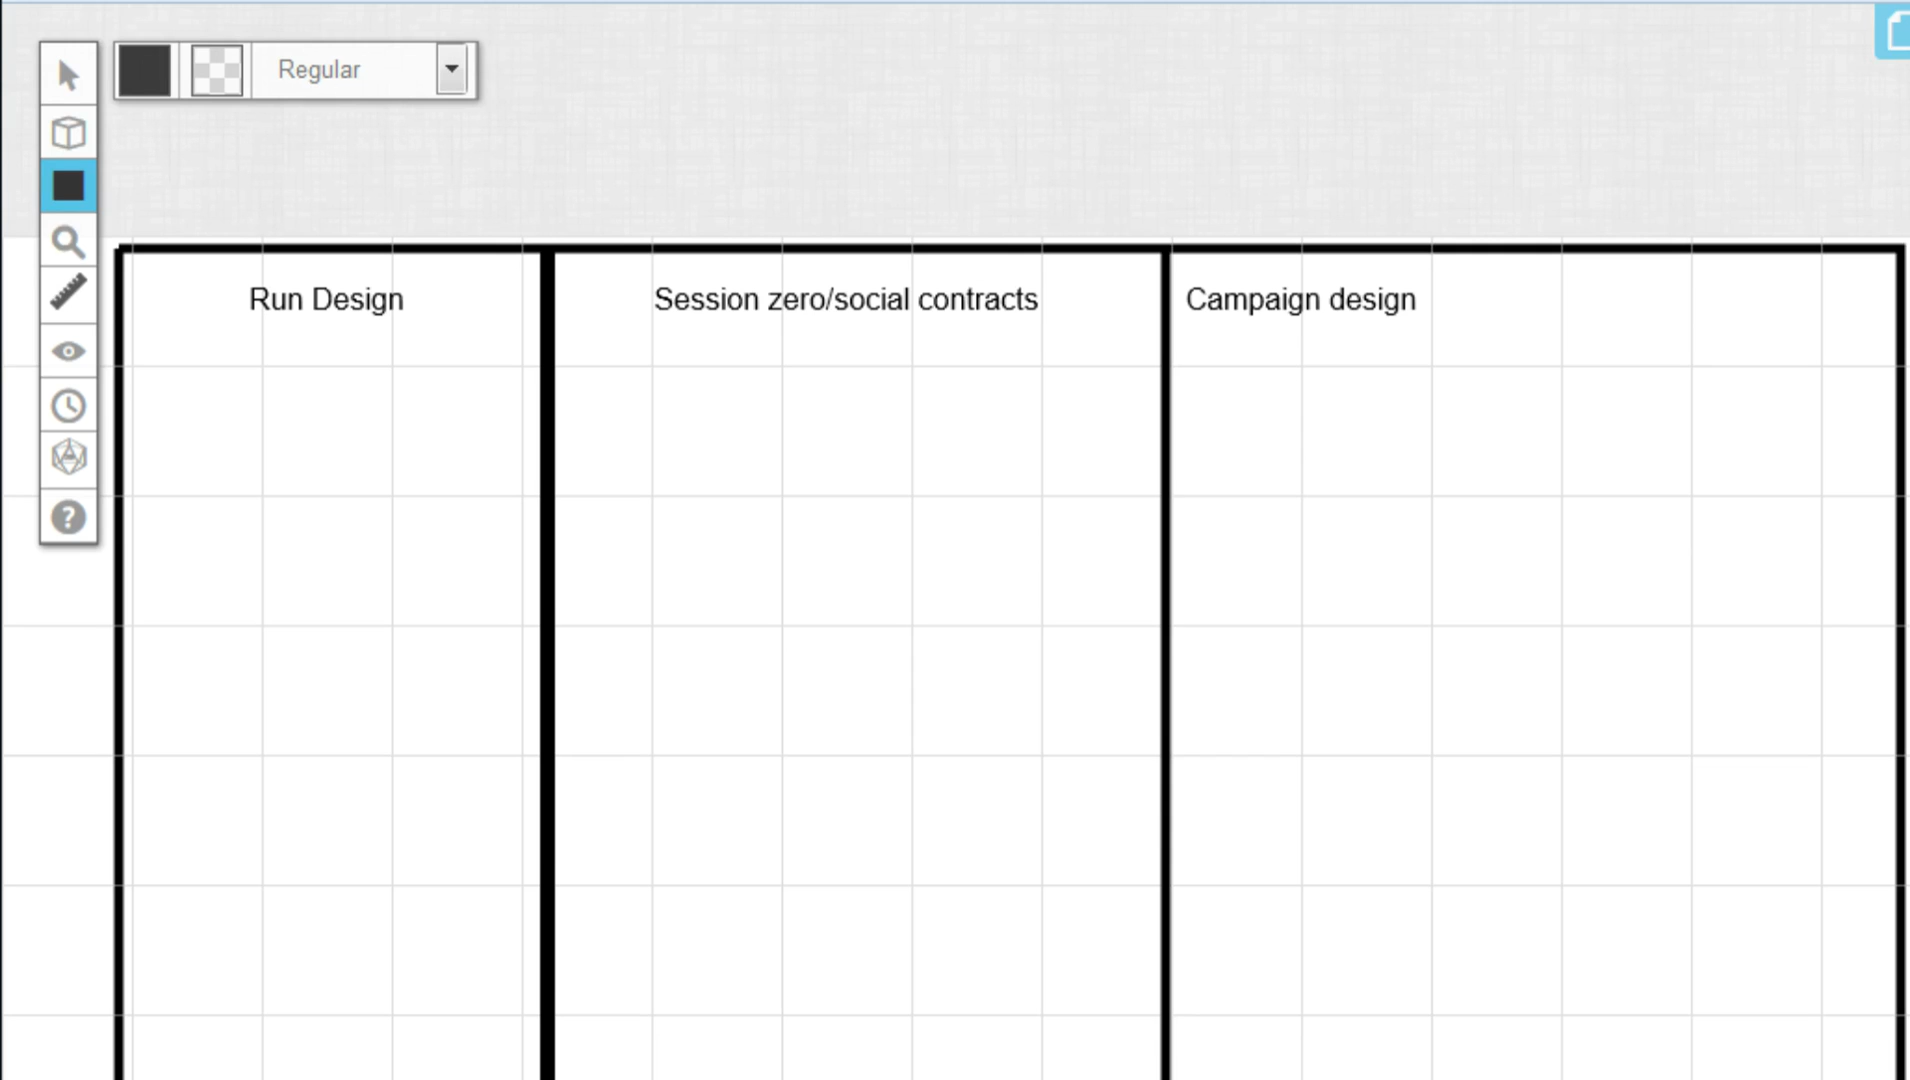 Regular
Run Design
Session zero/social contracts
Campaign design
?